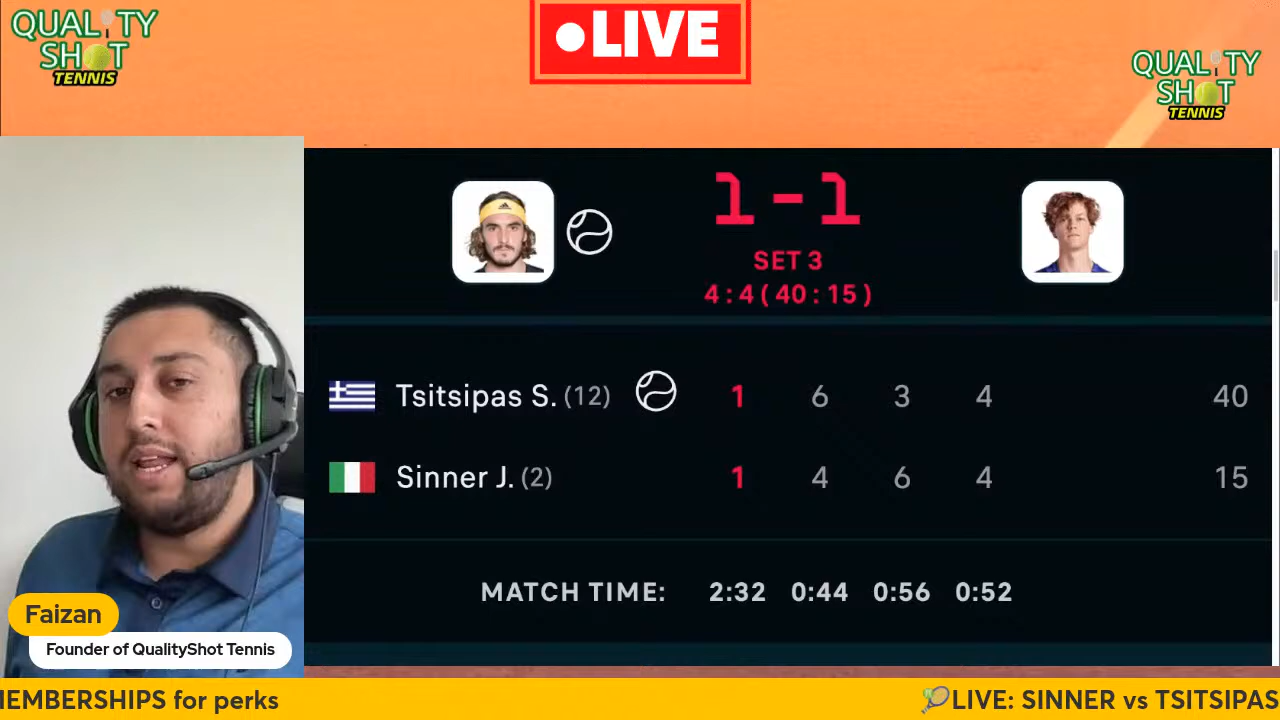 QUALITY
SHOT
TENNIS
LIVE
QUALITY
SHOT
TENNIS
1-1
SET 3
4:4(40:15)
Tsitsipas S. (12) 1 6 3 4 40
Sinner J. (2) 1 4 6 4 15
MATCH TIME: 2:32 0:44 0:56 0:52
Faizan
Founder of QualityShot Tennis
EMBERSHIPS for perks
LIVE: SINNER vs TSITSIPAS